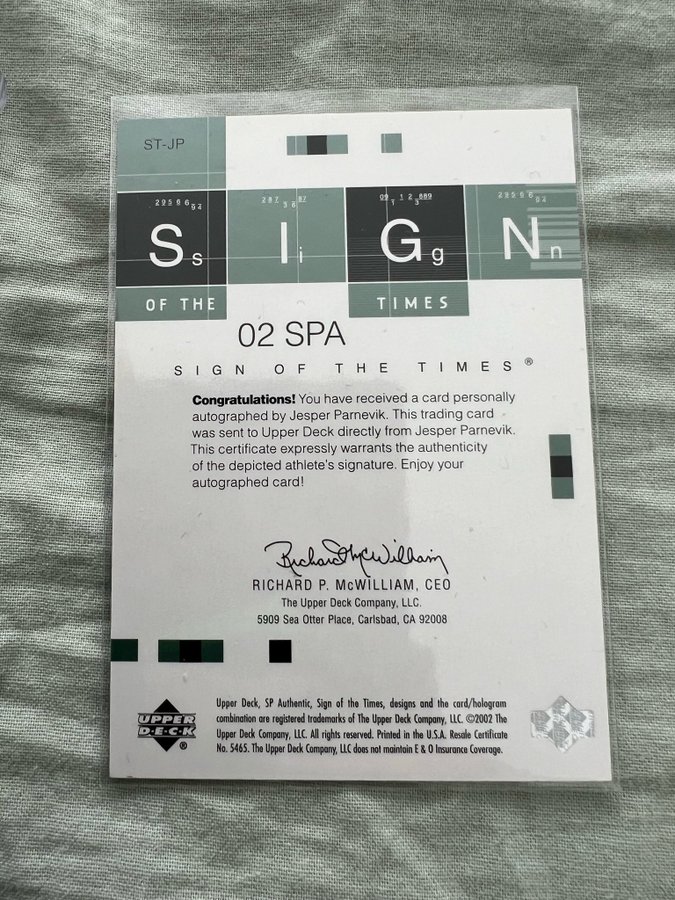 ST-JP
S s I i G g N n
OF THE TIMES
02 SPA
SIGN OF THE TIMES®
Congratulations! You have received a card personally
autographed by Jesper Parnevik. This trading card
was sent to Upper Deck directly from Jesper Parnevik.
This certificate expressly warrants the authenticity
of the depicted athlete's signature. Enjoy your
autographed card!
Richard P. McWilliam
RICHARD P. McWILLIAM, CEO
The Upper Deck Company, LLC.
5909 Sea Otter Place, Carlsbad, CA 92008
Upper Deck, SP Authentic, Sign of the Times, designs and the card/hologram
combination are registered trademarks of The Upper Deck Company, LLC. ©2002 The
Upper Deck Company, LLC. All rights reserved. Printed in the U.S.A. Resale Certificate
No. 5465. The Upper Deck Company, LLC does not maintain E & O Insurance Coverage.
UPPER
D·E·C·K
®